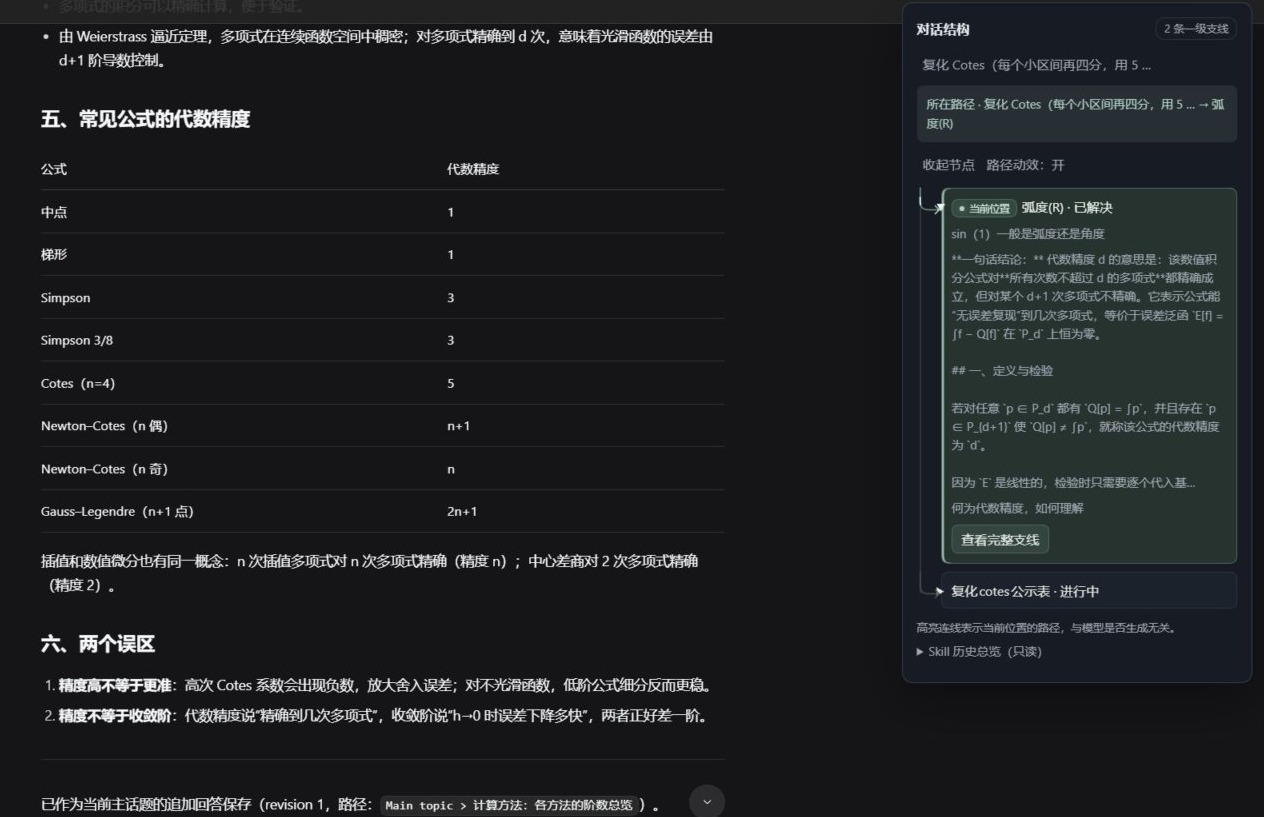 多项式的积分可以精确计算，便于验证。
由 Weierstrass 逼近定理，多项式在连续函数空间中稠密；对多项式精确到 d 次，意味着光滑函数的误差由
d+1 阶导数控制。
五、常见公式的代数精度
公式 代数精度
中点 1
梯形 1
Simpson 3
Simpson 3/8 3
Cotes（n=4） 5
Newton–Cotes（n 偶） n+1
Newton–Cotes（n 奇） n
Gauss–Legendre（n+1 点） 2n+1
插值和数值微分也有同一概念：n 次插值多项式对 n 次多项式精确（精度 n）；中心差商对 2 次多项式精确
（精度 2）。
六、两个误区
1. 精度高不等于更准：高次 Cotes 系数会出现负数，放大舍入误差；对不光滑函数，低阶公式细分反而更稳。
2. 精度不等于收敛阶：代数精度说“精确到几次多项式”，收敛阶说“h→0 时误差下降多快”，两者正好差一阶。
已作为当前主话题的追加回答保存（revision 1，路径： Main topic > 计算方法：各方法的阶数总览 ）。
对话结构 2 条一级支线
复化 Cotes（每个小区间再四分，用 5 ...
所在路径 · 复化 Cotes（每个小区间再四分，用 5 ... → 弧
度(R)
收起节点 路径动效：开
当前位置 弧度(R) · 已解决
sin（1）一般是弧度还是角度
**一句话结论：** 代数精度 d 的意思是：该数值积
分公式对**所有次数不超过 d 的多项式**都精确成
立，但对某个 d+1 次多项式不精确。它表示公式能
“无误差复现”到几次多项式，等价于误差泛函 `E[f] =
∫f − Q[f]` 在 `P_d` 上恒为零。
## 一、定义与检验
若对任意 `p ∈ P_d` 都有 `Q[p] = ∫p`，并且存在 `p
∈ P_{d+1}` 使 `Q[p] ≠ ∫p`，就称该公式的代数精度
为 `d`。
因为 `E` 是线性的，检验时只需要逐个代入基...
何为代数精度，如何理解
查看完整支线
复化cotes公示表 · 进行中
高亮连线表示当前位置的路径，与模型是否生成无关。
Skill 历史总览（只读）